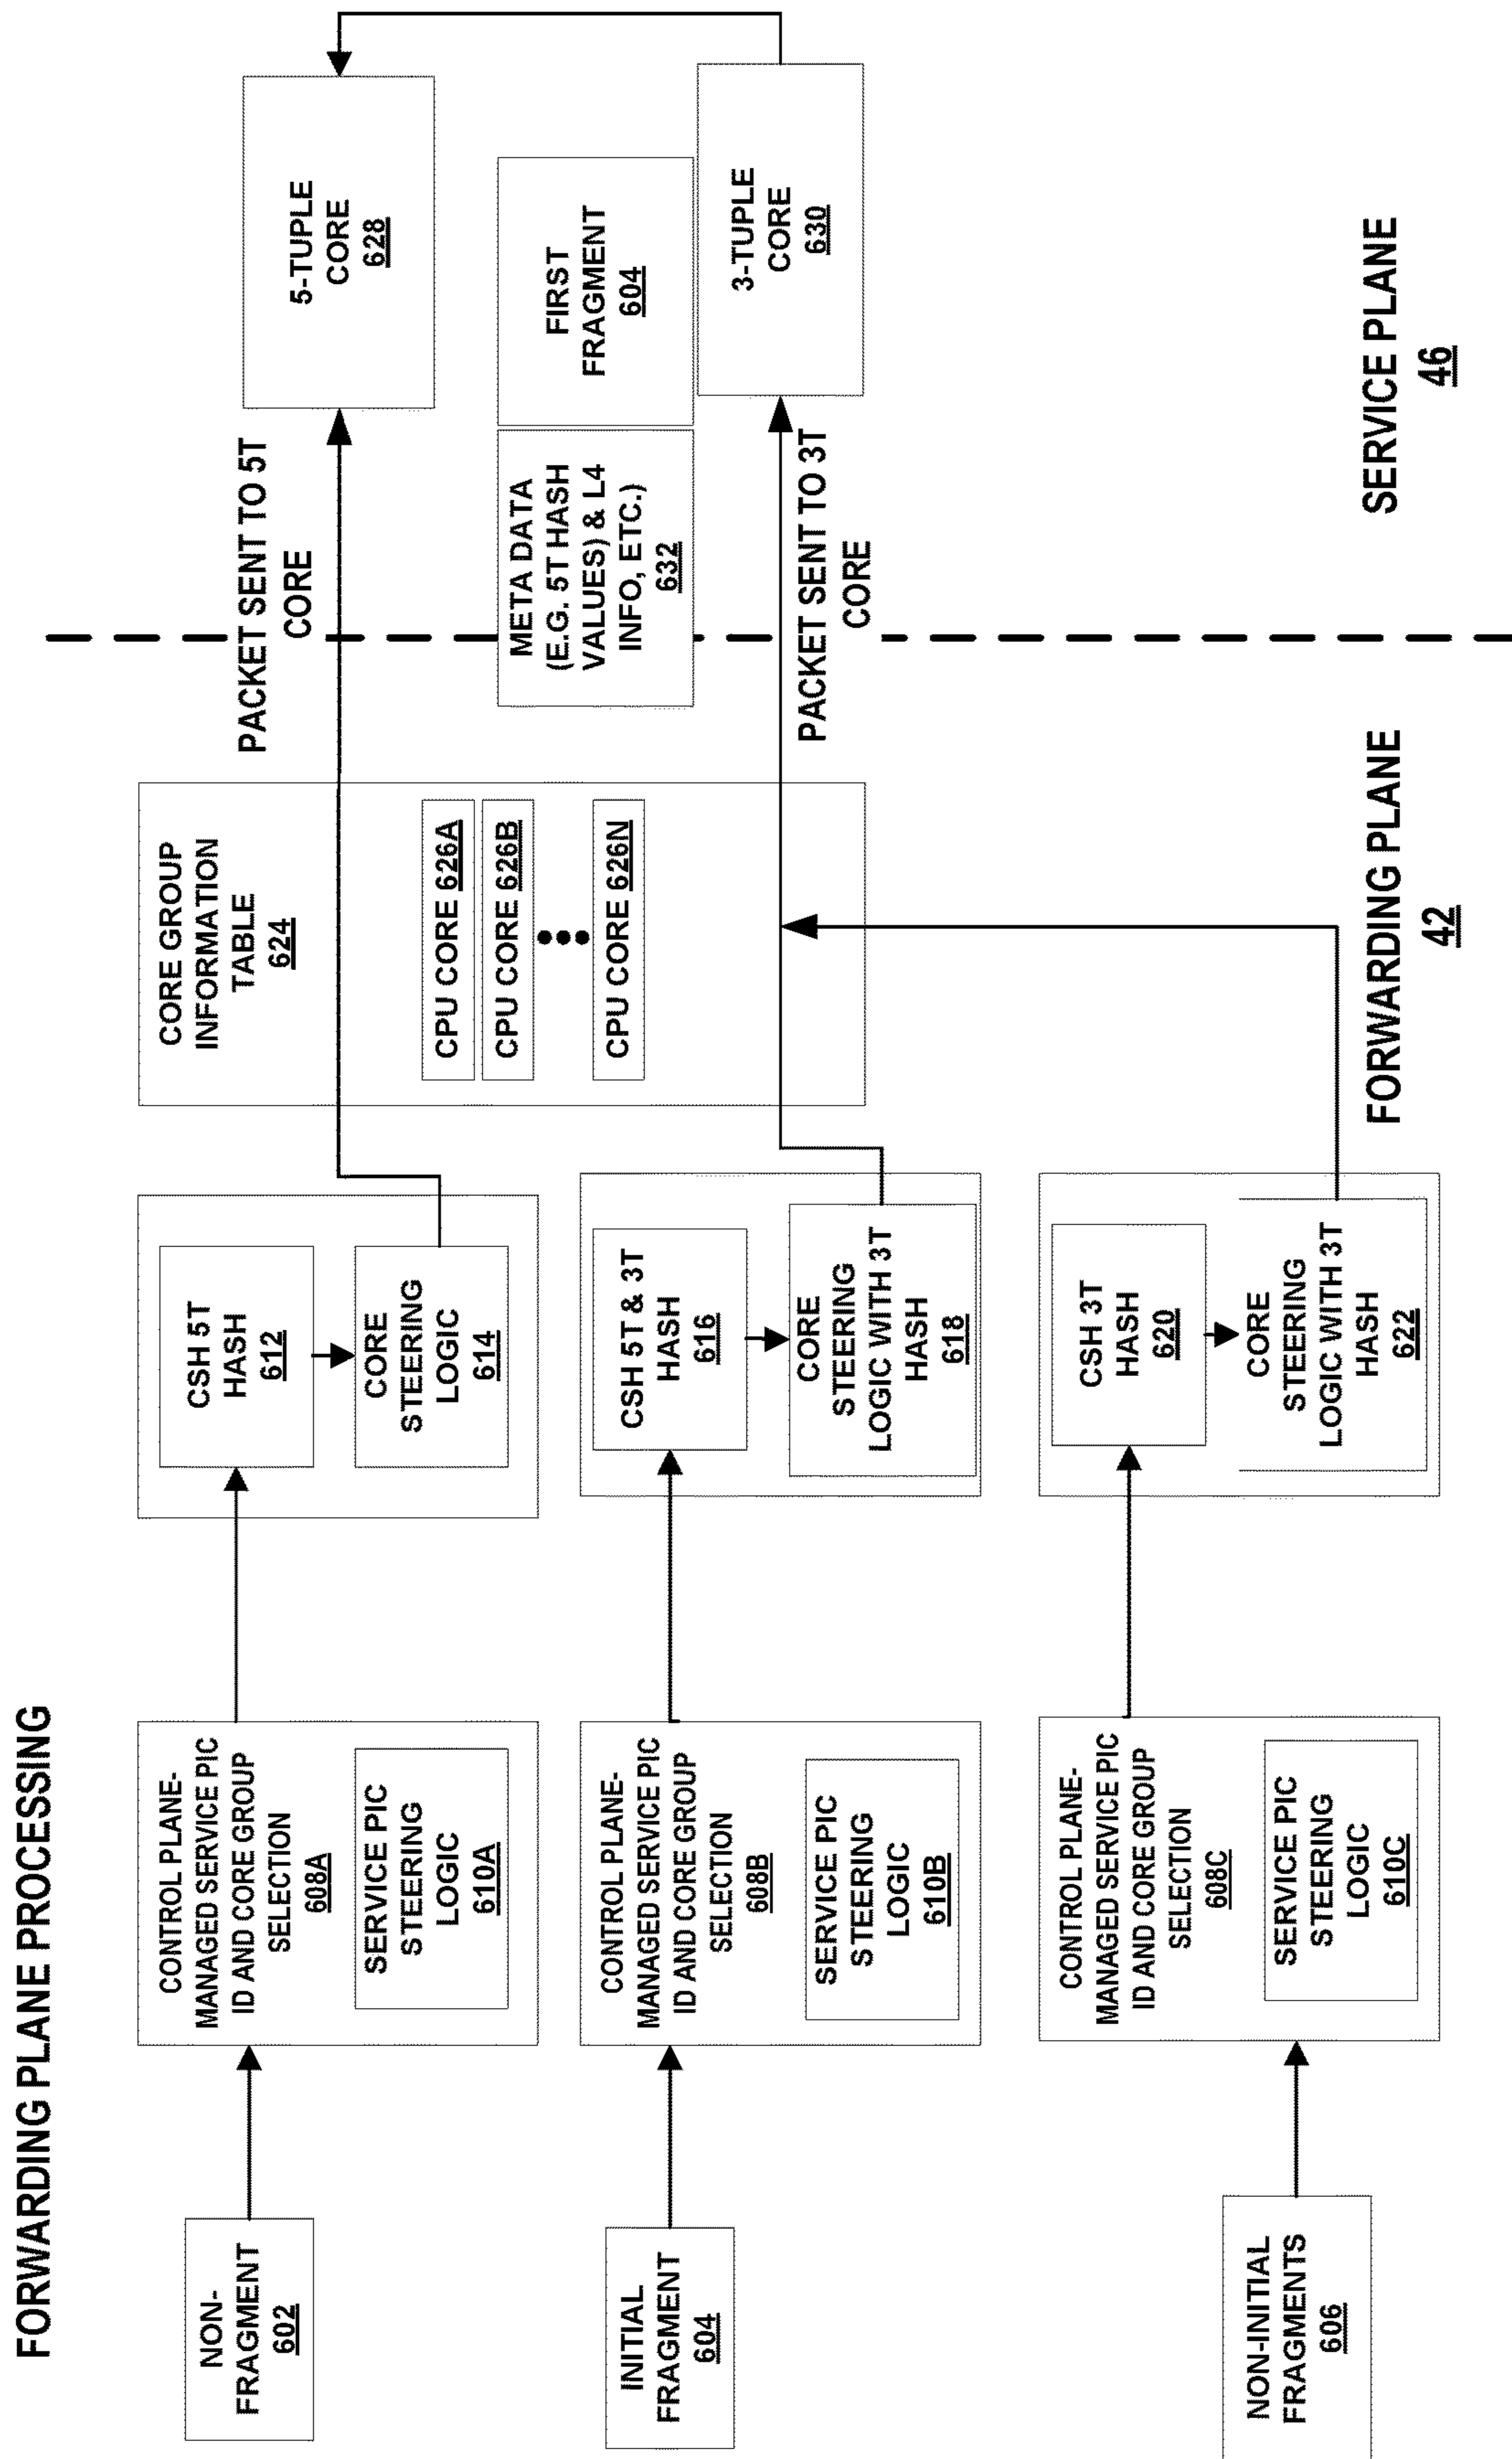 FORWARDING PLANE PROCESSING
NON-
FRAGMENT
602
CONTROL PLANE-
MANAGED SERVICE PIC
ID AND CORE GROUP
SELECTION
608A
SERVICE PIC
STEERING
LOGIC
610A
CSH 5T
HASH
612
CORE
STEERING
LOGIC
614
CORE GROUP
INFORMATION
TABLE
624
CPU CORE 626A
CPU CORE 626B
CPU CORE 626N
PACKET SENT TO 5T
CORE
5-TUPLE
CORE
628
INITIAL
FRAGMENT
604
CONTROL PLANE-
MANAGED SERVICE PIC
ID AND CORE GROUP
SELECTION
608B
SERVICE PIC
STEERING
LOGIC
610B
CSH 5T & 3T
HASH
616
CORE
STEERING
LOGIC WITH 3T
HASH
618
META DATA
(E.G. 5T HASH
VALUES) & L4
INFO, ETC.)
632
FIRST
FRAGMENT
604
PACKET SENT TO 3T
CORE
3-TUPLE
CORE
630
NON-INITIAL
FRAGMENTS
606
CONTROL PLANE-
MANAGED SERVICE PIC
ID AND CORE GROUP
SELECTION
608C
SERVICE PIC
STEERING
LOGIC
610C
CSH 3T
HASH
620
CORE
STEERING
LOGIC WITH 3T
HASH
622
FORWARDING PLANE
42
SERVICE PLANE
46